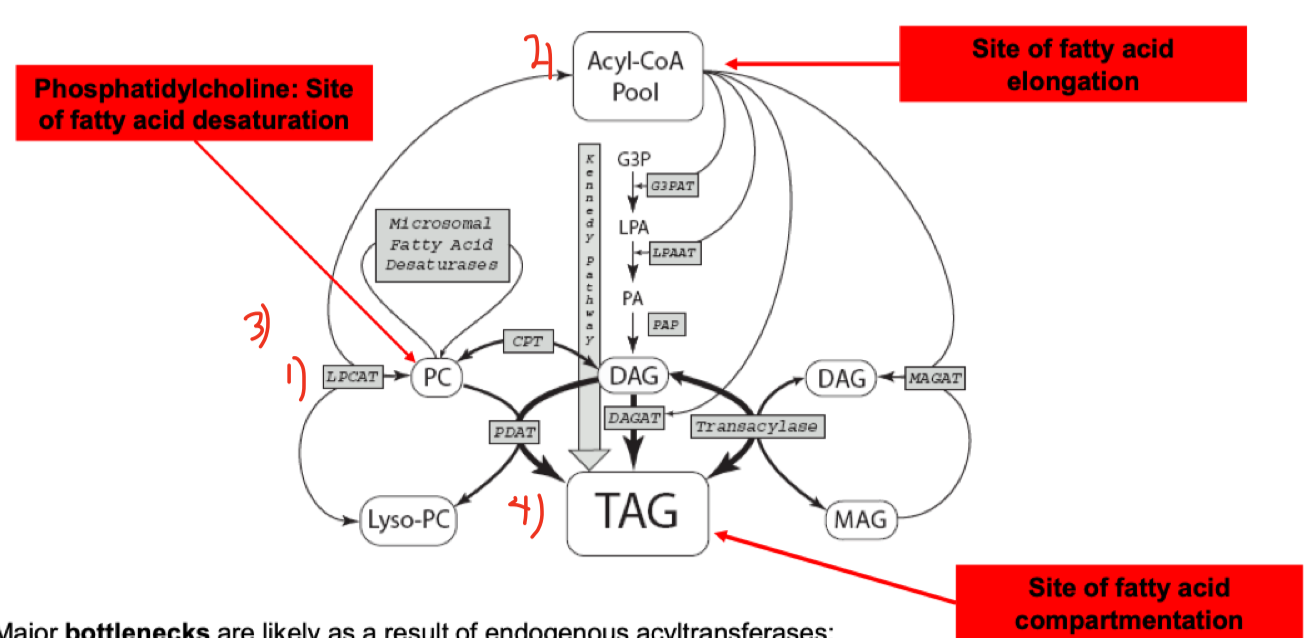 2)
Acyl-CoA
Pool
Site of fatty acid
elongation
Phosphatidylcholine: Site
of fatty acid desaturation
Kennedy Pathway
G3P
G3PAT
Microsomal
Fatty Acid
Desaturases
LPA
LPAAT
PA
PAP
3)
CPT
1)
LPCAT
PC
DAG
DAG
MAGAT
DAGAT
Transacylase
PDAT
4)
TAG
Lyso-PC
MAG
Site of fatty acid
compartmentation
Major bottlenecks are likely as a result of endogenous acyltransferases: